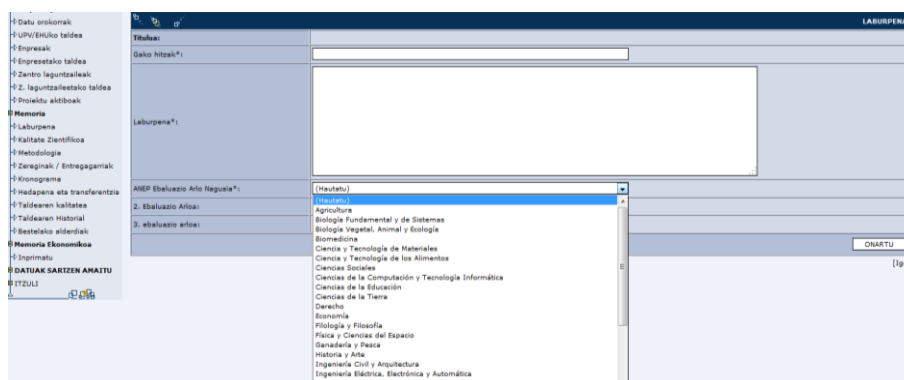 Datu orokorrak
UPV/EHUko taldea
Enpresak
Enpresetako taldea
Zentro laguntzaileak
Z. laguntzaileetako taldea
Proiektu aktiboak
Memoria
Laburpena
Kalitate Zientifikoa
Metodologia
Zereginak / Entregagarriak
Kronograma
Hedapena eta transferentzia
Taldearen kalitatea
Taldearen Historial
Bestelako alderdiak
Memoria Ekonomikoa
Inprimatu
DATUAK SARTZEN AMAITU
ITZULI
LABURPENA
Titulua:
Gako hitzak*:
Laburpena*:
ANEP Ebaluazio Arlo Nagusia*:
(Hautatu)
2. Ebaluazio Arloa:
3. ebaluazio arloa:
(Hautatu)
Agricultura
Biología Fundamental y de Sistemas
Biología Vegetal, Animal y Ecología
Biomedicina
Ciencia y Tecnología de Materiales
Ciencia y Tecnología de los Alimentos
Ciencias Sociales
Ciencias de la Computación y Tecnología Informática
Ciencias de la Educación
Ciencias de la Tierra
Derecho
Economía
Filología y Filosofía
Física y Ciencias del Espacio
Ganadería y Pesca
Historia y Arte
Ingeniería Civil y Arquitectura
Ingeniería Eléctrica, Electrónica y Automática
ONARTU